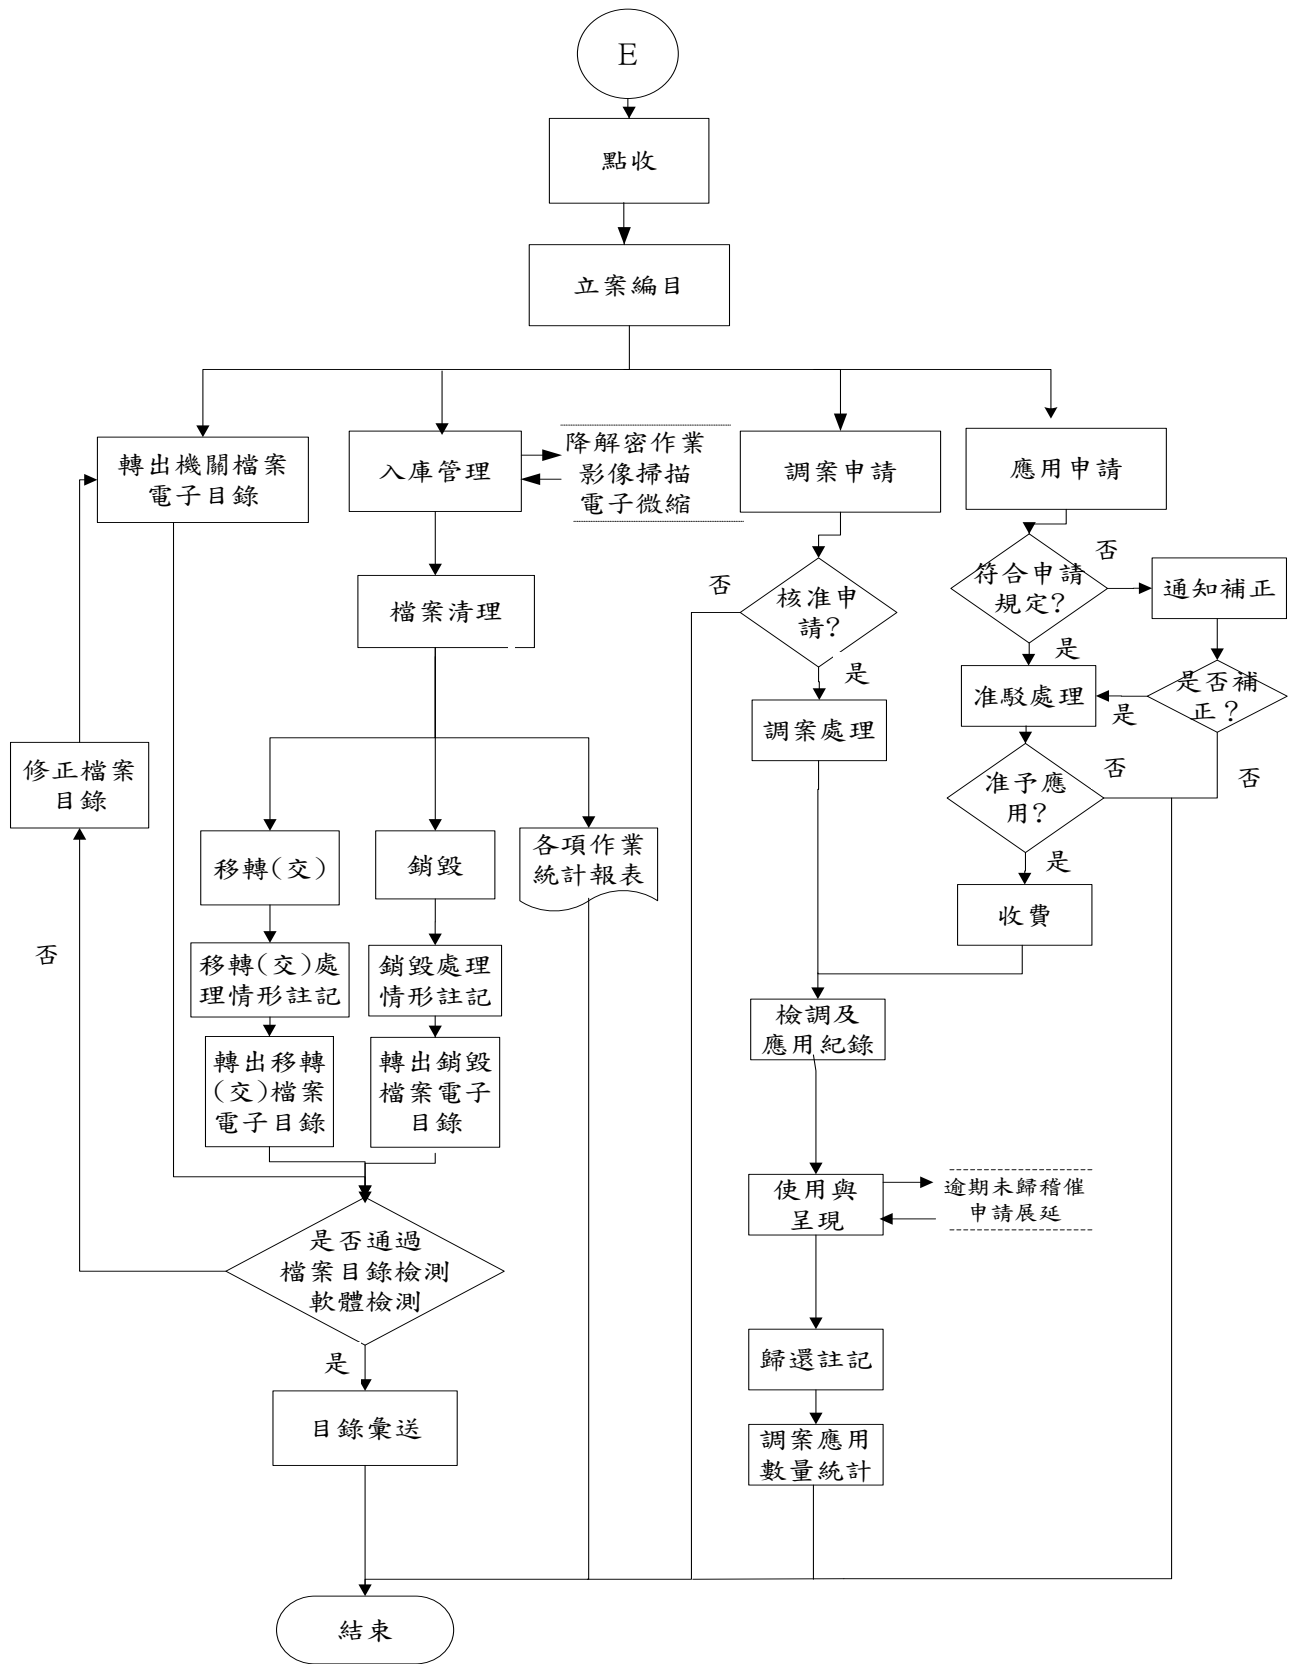 E
點收
立案編目
轉出機關檔案
電子目錄
入庫管理
降解密作業
影像掃描
電子微縮
調案申請
應用申請
檔案清理
否
核准申
請?
是
符合申請
規定?
否
通知補正
是
調案處理
准駁處理
是
是否補
正?
否
修正檔案
目錄
准予應
用?
否
是
移轉(交)
銷毀
各項作業
統計報表
收費
否
移轉(交)處
理情形註記
銷毀處理
情形註記
檢調及
應用紀錄
轉出移轉
(交)檔案
電子目錄
轉出銷毀
檔案電子
目錄
使用與
呈現
逾期未歸稽催
申請展延
是否通過
檔案目錄檢測
軟體檢測
是
歸還註記
目錄彙送
調案應用
數量統計
結束